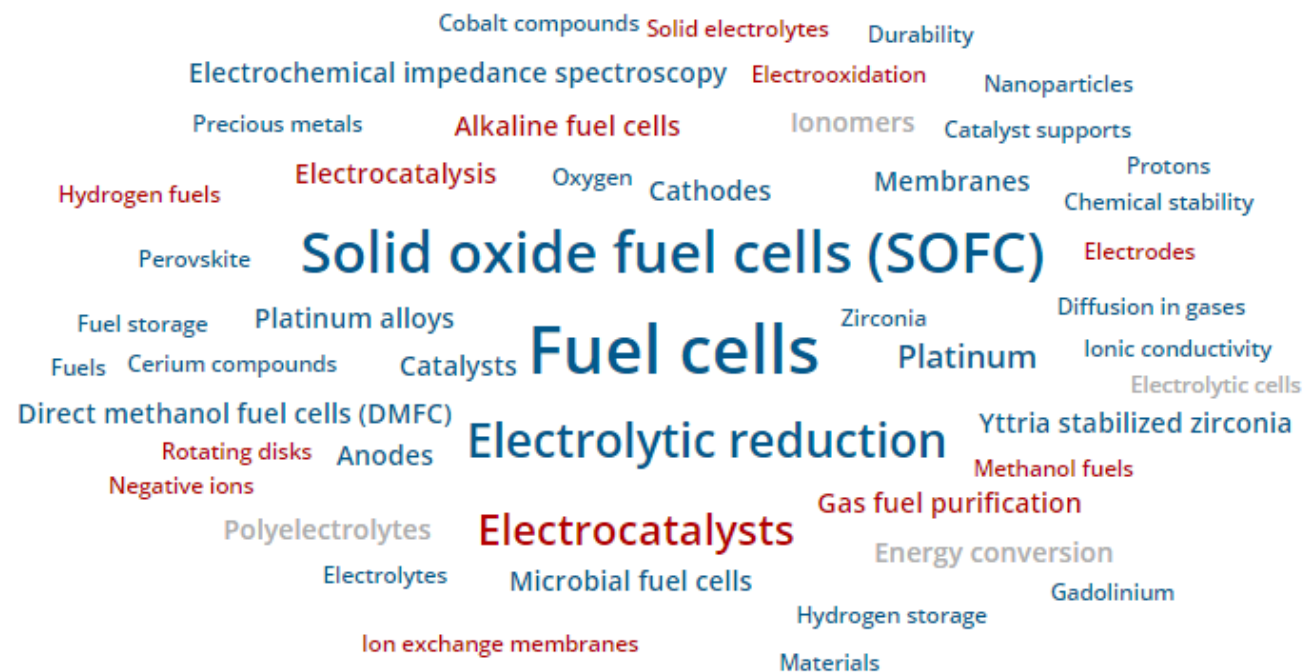 Cobalt compounds
Solid electrolytes
Durability
Electrochemical impedance spectroscopy
Electrooxidation
Nanoparticles
Precious metals
Alkaline fuel cells
Ionomers
Catalyst supports
Protons
Hydrogen fuels
Electrocatalysis
Oxygen
Cathodes
Membranes
Chemical stability
Perovskite
Solid oxide fuel cells (SOFC)
Electrodes
Diffusion in gases
Fuel storage
Platinum alloys
Zirconia
Fuels
Cerium compounds
Catalysts
Fuel cells
Platinum
Ionic conductivity
Electrolytic cells
Direct methanol fuel cells (DMFC)
Yttria stabilized zirconia
Rotating disks
Anodes
Electrolytic reduction
Methanol fuels
Negative ions
Gas fuel purification
Polyelectrolytes
Electrocatalysts
Energy conversion
Electrolytes
Microbial fuel cells
Gadolinium
Hydrogen storage
Ion exchange membranes
Materials